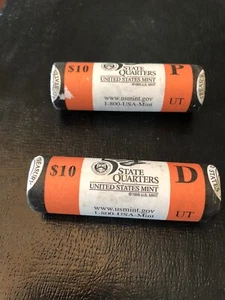 $10
STATE
QUARTERS
UNITED STATES MINT
P
www.usmint.gov
1-800-USA-Mint
UT
$10
STATE
QUARTERS
UNITED STATES MINT
D
www.usmint.gov
1-800-USA-Mint
UT